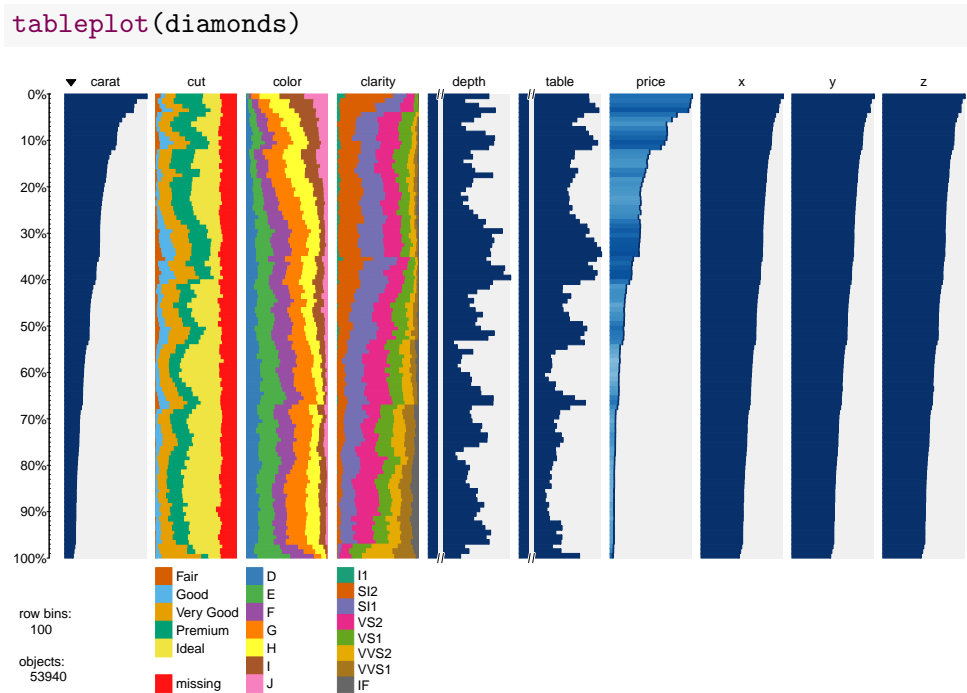 tableplot(diamonds)
carat cut color clarity depth table price x y z
0%
10%
20%
30%
40%
50%
60%
70%
80%
90%
100%
row bins:
100
objects:
53940
Fair
Good
Very Good
Premium
Ideal
missing
D
E
F
G
H
I
J
I1
SI2
SI1
VS2
VS1
VVS2
VVS1
IF